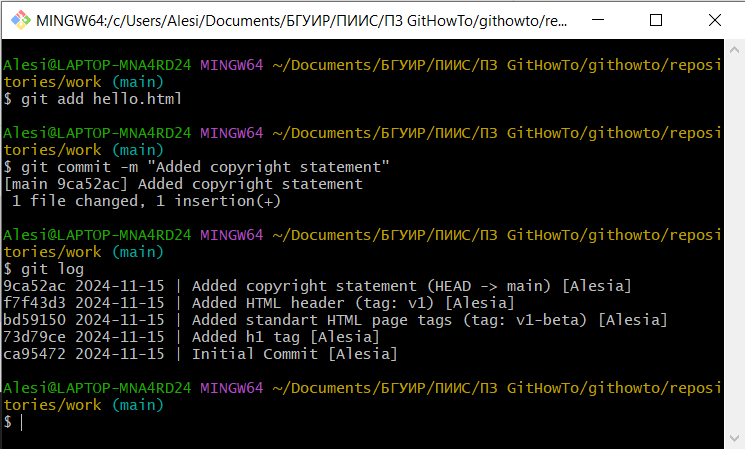 MINGW64:/c/Users/Alesi/Documents/БГУИР/ПИИС/ПЗ GitHowTo/githowto/re...
Alesi@LAPTOP-MNA4RD24 MINGW64 ~/Documents/БГУИР/ПИИС/ПЗ GitHowTo/githowto/reposi
tories/work (main)
$ git add hello.html
Alesi@LAPTOP-MNA4RD24 MINGW64 ~/Documents/БГУИР/ПИИС/ПЗ GitHowTo/githowto/reposi
tories/work (main)
$ git commit -m "Added copyright statement"
[main 9ca52ac] Added copyright statement
 1 file changed, 1 insertion(+)
Alesi@LAPTOP-MNA4RD24 MINGW64 ~/Documents/БГУИР/ПИИС/ПЗ GitHowTo/githowto/reposi
tories/work (main)
$ git log
9ca52ac 2024-11-15 | Added copyright statement (HEAD -> main) [Alesia]
f7f43d3 2024-11-15 | Added HTML header (tag: v1) [Alesia]
bd59150 2024-11-15 | Added standart HTML page tags (tag: v1-beta) [Alesia]
73d79ce 2024-11-15 | Added h1 tag [Alesia]
ca95472 2024-11-15 | Initial Commit [Alesia]
Alesi@LAPTOP-MNA4RD24 MINGW64 ~/Documents/БГУИР/ПИИС/ПЗ GitHowTo/githowto/reposi
tories/work (main)
$